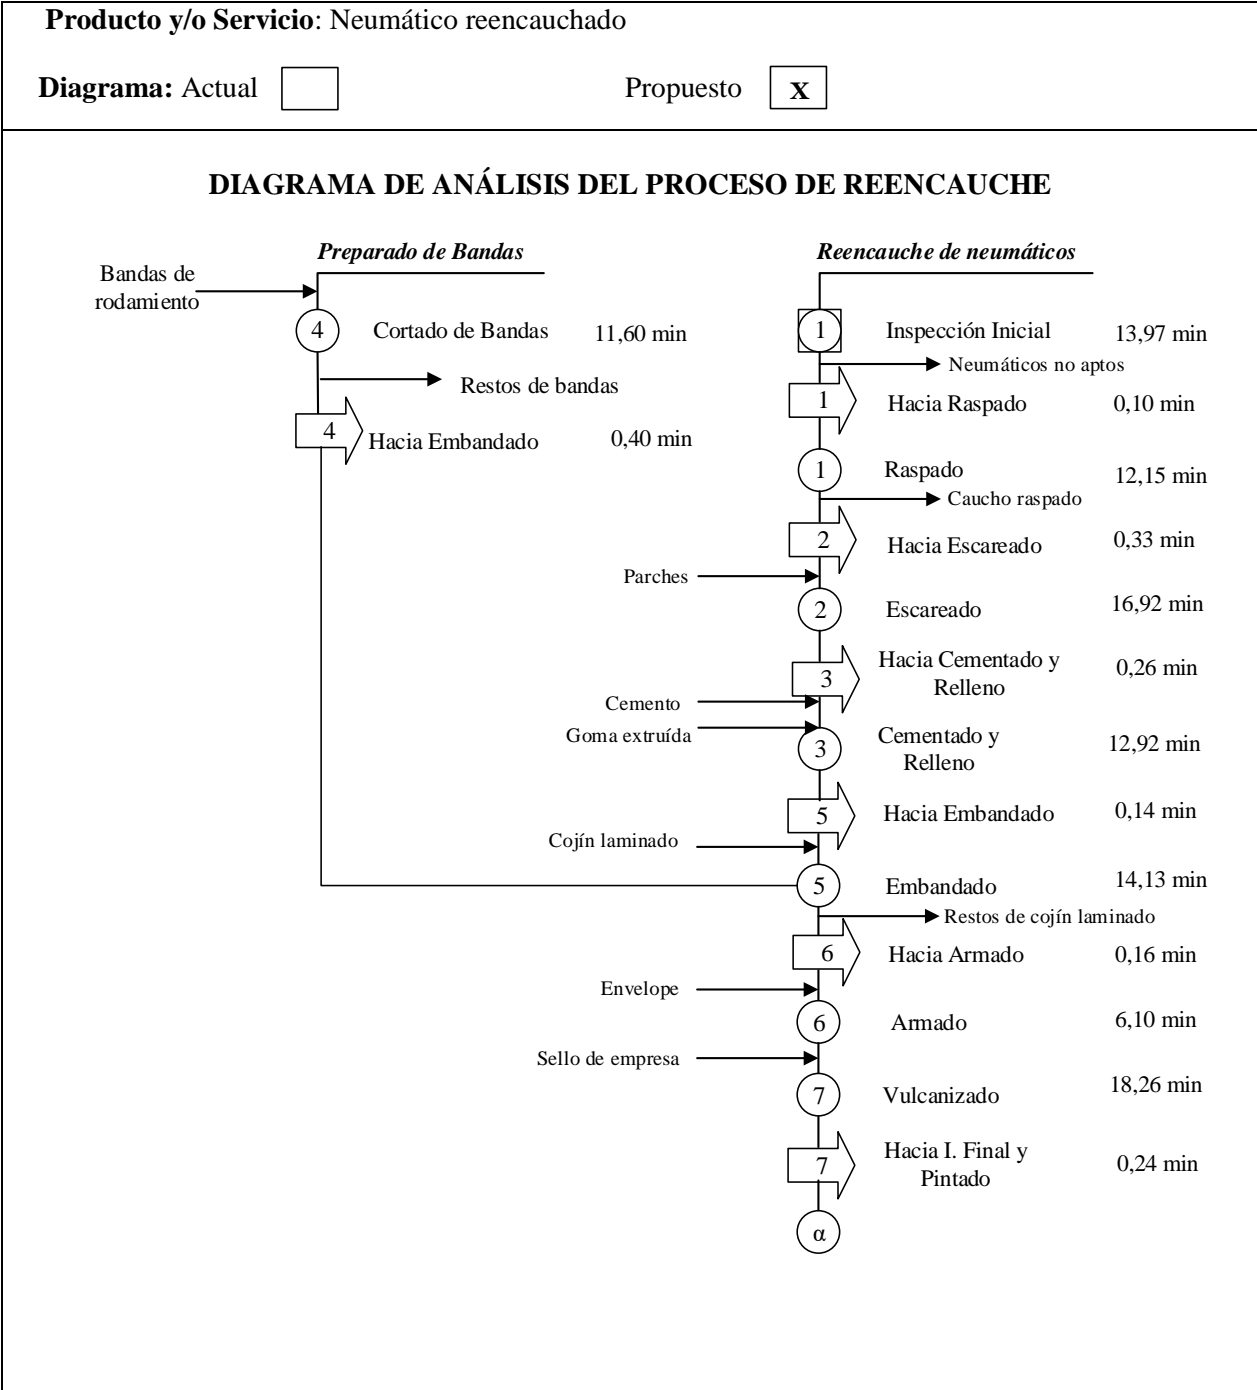 Producto y/o Servicio: Neumático reencauchado
Diagrama: Actual
Propuesto X
DIAGRAMA DE ANÁLISIS DEL PROCESO DE REENCAUCHE
Preparado de Bandas
Bandas de
rodamiento
4 Cortado de Bandas 11,60 min
Restos de bandas
4 Hacia Embandado 0,40 min
Reencauche de neumáticos
1 Inspección Inicial 13,97 min
Neumáticos no aptos
1 Hacia Raspado 0,10 min
1 Raspado 12,15 min
Caucho raspado
2 Hacia Escareado 0,33 min
Parches
2 Escareado 16,92 min
3 Hacia Cementado y 0,26 min
Relleno
Cemento
Goma extruída
3 Cementado y 12,92 min
Relleno
5 Hacia Embandado 0,14 min
Cojín laminado
5 Embandado 14,13 min
Restos de cojín laminado
6 Hacia Armado 0,16 min
Envelope
6 Armado 6,10 min
Sello de empresa
7 Vulcanizado 18,26 min
7 Hacia I. Final y 0,24 min
Pintado
α